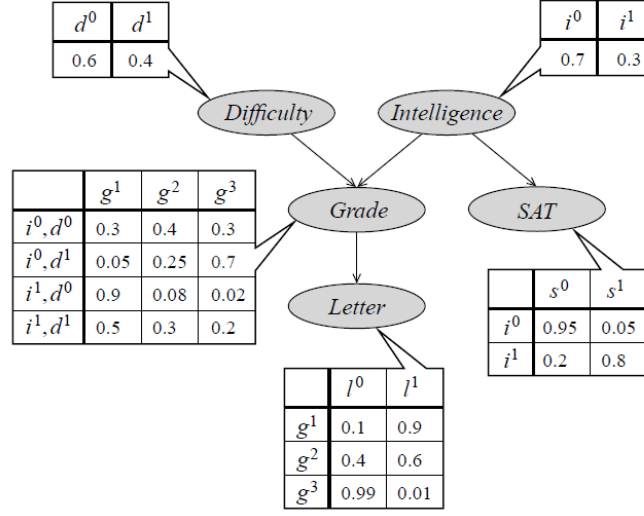 d⁰ d¹
0.6 0.4
i⁰ i¹
0.7 0.3
Difficulty
Intelligence
g¹ g² g³
i⁰, d⁰ 0.3 0.4 0.3
i⁰, d¹ 0.05 0.25 0.7
i¹, d⁰ 0.9 0.08 0.02
i¹, d¹ 0.5 0.3 0.2
Grade
SAT
s⁰ s¹
i⁰ 0.95 0.05
i¹ 0.2 0.8
Letter
l⁰ l¹
g¹ 0.1 0.9
g² 0.4 0.6
g³ 0.99 0.01